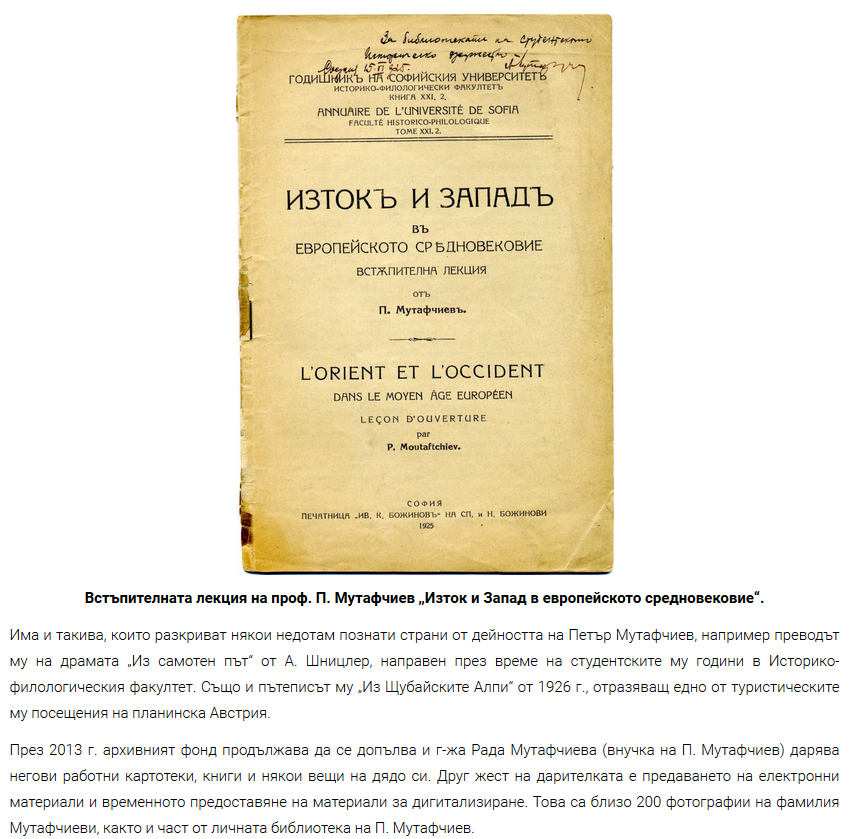 За библиотеката на Студентското
Историческо дружество
София 15.VI.925. П. Мутафчиев
ГОДИШНИКЪ НА СОФИЙСКИЯ УНИВЕРСИТЕТЪ
ИСТОРИКО-ФИЛОЛОГИЧЕСКИ ФАКУЛТЕТЪ
КНИГА XXI. 2.
ANNUAIRE DE L'UNIVERSITÉ DE SOFIA
FACULTÉ HISTORICO-PHILOLOGIQUE
TOME XXI. 2.
ИЗТОКЪ И ЗАПАДЪ
ВЪ
ЕВРОПЕЙСКОТО СРѢДНОВЕКОВИЕ
ВСТѪПИТЕЛНА ЛЕКЦИЯ
ОТЪ
П. Мутафчиевъ.
L'ORIENT ET L'OCCIDENT
DANS LE MOYEN ÂGE EUROPÉEN
LEÇON D'OUVERTURE
par
P. Moutaftchiev.
СОФИЯ
ПЕЧАТНИЦА „ИВ. К. БОЖИНОВЪ“ НА СП. и Н. БОЖИНОВИ
1925
Встъпителната лекция на проф. П. Мутафчиев „Изток и Запад в европейското средновековие“.
Има и такива, които разкриват някои недотам познати страни от дейността на Петър Мутафчиев, например преводът
му на драмата „Из самотен път“ от А. Шницлер, направен през време на студентските му години в Историко-
филологическия факултет. Също и пътеписът му „Из Щубайските Алпи“ от 1926 г., отразяващ едно от туристическите
му посещения на планинска Австрия.
През 2013 г. архивният фонд продължава да се допълва и г-жа Рада Мутафчиева (внучка на П. Мутафчиев) дарява
негови работни картотеки, книги и някои вещи на дядо си. Друг жест на дарителката е предаването на електронни
материали и временното предоставяне на материали за дигитализиране. Това са близо 200 фотографии на фамилия
Мутафчиеви, както и част от личната библиотека на П. Мутафчиев.